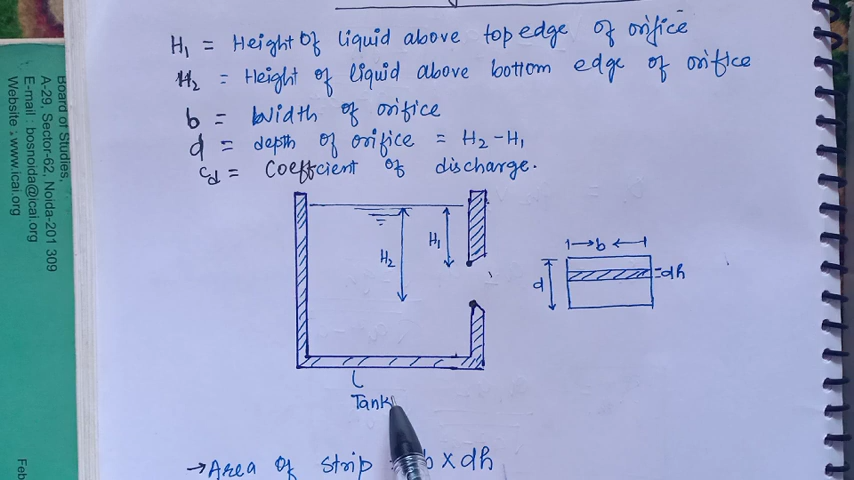 H₁ = Height of liquid above top edge of orifice
H₂ = Height of liquid above bottom edge of orifice
b = Width of orifice
d = depth of orifice = H₂-H₁
Cd = Coeffcient of discharge.
H₂
H₁
b
d
dh
Tank
→Area of strip = b x dh
Board of Studies,
A-29, Sector-62, Noida-201 309
E-mail : bosnoida@icai.org
Website : www.icai.org
Feb